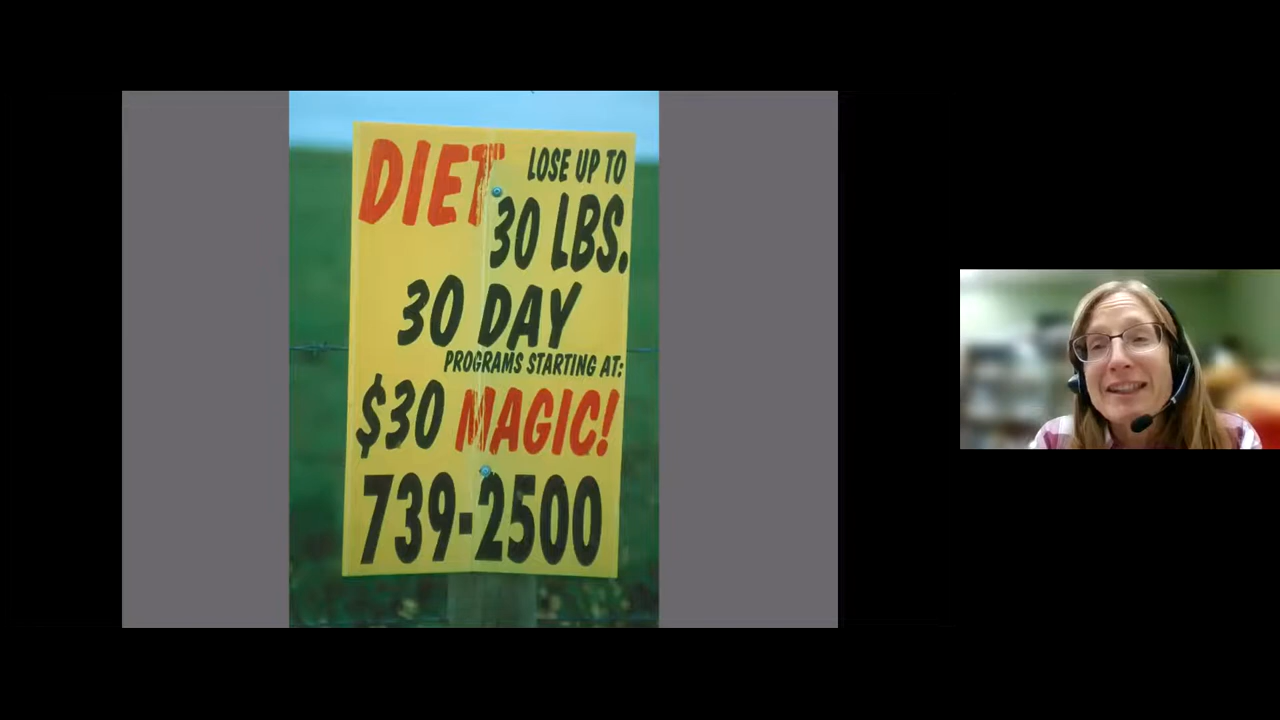 DIET LOSE UP TO
30 LBS.
30 DAY
PROGRAMS STARTING AT:
$30 MAGIC!
739-2500